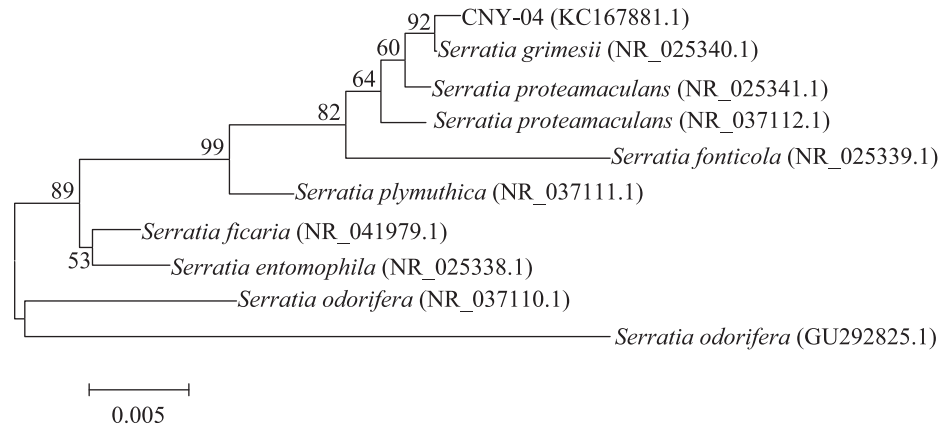 92 CNY-04 (KC167881.1)
60 Serratia grimesii (NR_025340.1)
64 Serratia proteamaculans (NR_025341.1)
82 Serratia proteamaculans (NR_037112.1)
99 Serratia fonticola (NR_025339.1)
89 Serratia plymuthica (NR_037111.1)
Serratia ficaria (NR_041979.1)
53 Serratia entomophila (NR_025338.1)
Serratia odorifera (NR_037110.1)
Serratia odorifera (GU292825.1)
0.005